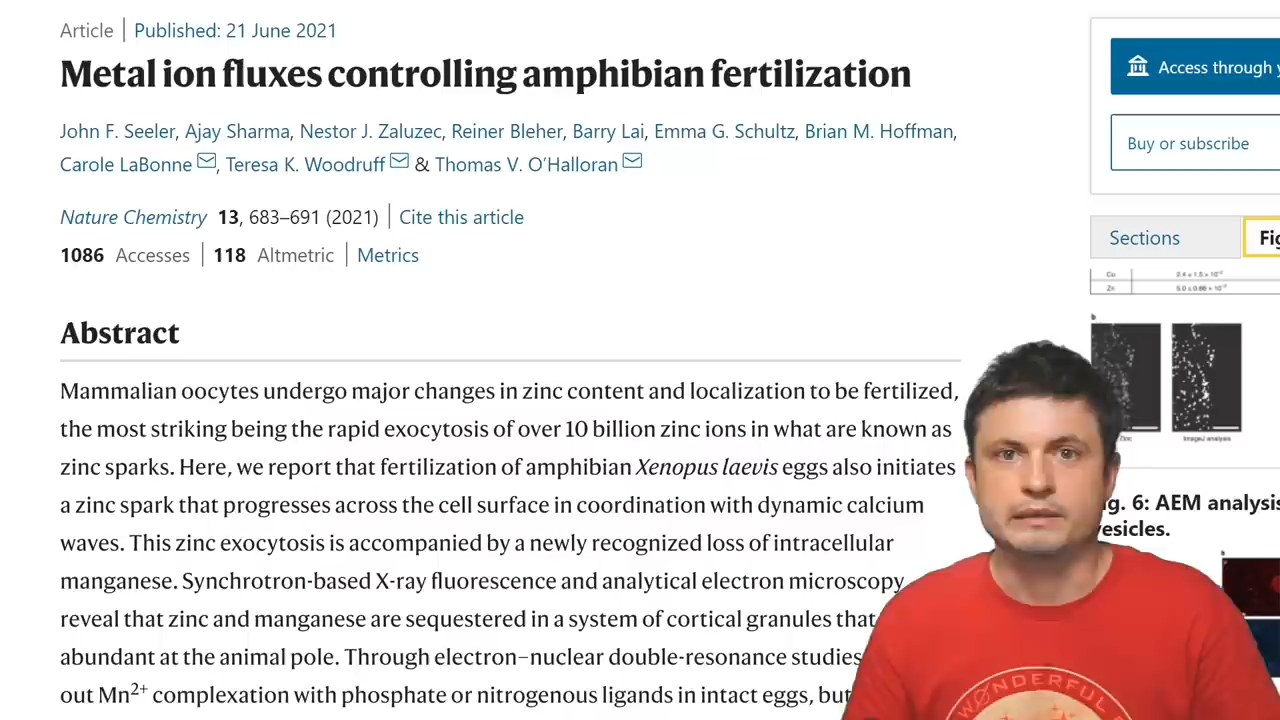 Article | Published: 21 June 2021
Metal ion fluxes controlling amphibian fertilization
John F. Seeler, Ajay Sharma, Nestor J. Zaluzec, Reiner Bleher, Barry Lai, Emma G. Schultz, Brian M. Hoffman,
Carole LaBonne, Teresa K. Woodruff & Thomas V. O'Halloran
Nature Chemistry 13, 683–691 (2021) | Cite this article
1086 Accesses | 118 Altmetric | Metrics
Abstract
Mammalian oocytes undergo major changes in zinc content and localization to be fertilized,
the most striking being the rapid exocytosis of over 10 billion zinc ions in what are known as
zinc sparks. Here, we report that fertilization of amphibian Xenopus laevis eggs also initiates
a zinc spark that progresses across the cell surface in coordination with dynamic calcium
waves. This zinc exocytosis is accompanied by a newly recognized loss of intracellular
manganese. Synchrotron-based X-ray fluorescence and analytical electron microscopy
reveal that zinc and manganese are sequestered in a system of cortical granules that
abundant at the animal pole. Through electron–nuclear double-resonance studies
out Mn²⁺ complexation with phosphate or nitrogenous ligands in intact eggs, but
Access through y
Buy or subscribe
Sections
Fig
Cu
Zn
b
Zinc
ImageJ analysis
g. 6: AEM analysis
vesicles.
WONDERFUL